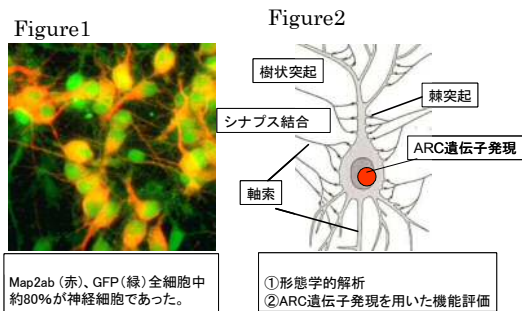 Figure1
Figure2
樹状突起
棘突起
シナプス結合
ARC遺伝子発現
軸索
Map2ab（赤）、GFP（緑）全細胞中
約80%が神経細胞であった。
①形態学的解析
②ARC遺伝子発現を用いた機能評価